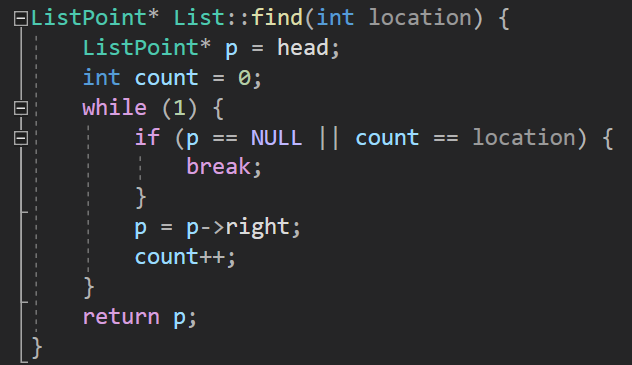 ListPoint* List::find(int location) {
    ListPoint* p = head;
    int count = 0;
    while (1) {
        if (p == NULL || count == location) {
            break;
        }
        p = p->right;
        count++;
    }
    return p;
}